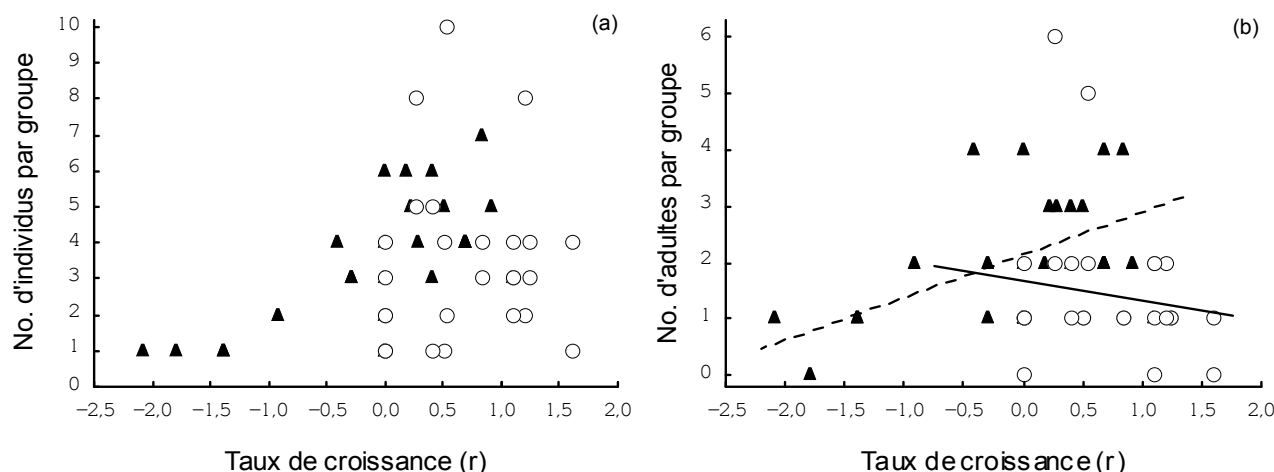 (a)
No. d'individus par groupe
10
9
8
7
6
5
4
3
2
1
0
−2,5 −2,0 −1,5 −1,0 −0,5 0,0 0,5 1,0 1,5 2,0
Taux de croissance (r)
(b)
No. d'adultes par groupe
6
5
4
3
2
1
0
−2,5 −2,0 −1,5 −1,0 −0,5 0,0 0,5 1,0 1,5 2,0
Taux de croissance (r)